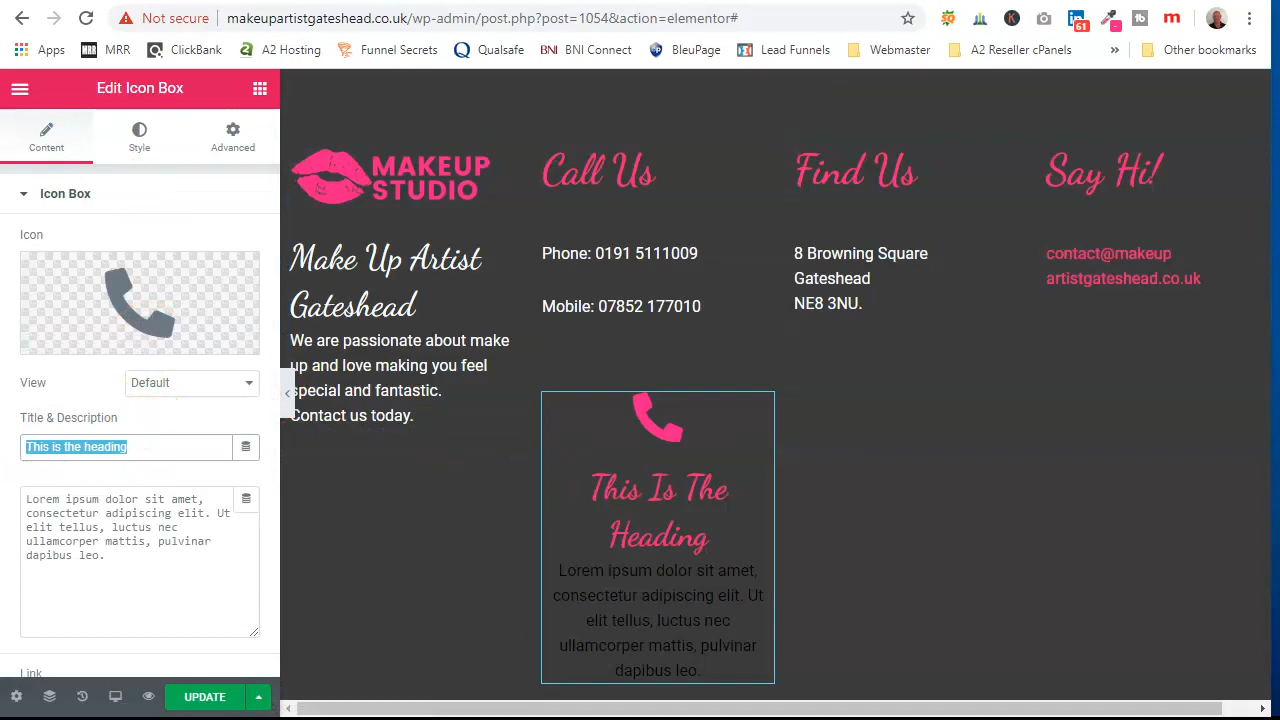 Not secure
makeupartistgateshead.co.uk/wp-admin/post.php?post=1054&action=elementor#
61
Apps
MRR
MRR
ClickBank
A2 Hosting
Funnel Secrets
Qualsafe
BNI
BNI Connect
BleuPage
Lead Funnels
Webmaster
A2 Reseller cPanels
»
Other bookmarks
Edit Icon Box
Content
Style
Advanced
Icon Box
Icon
View
Default
Title & Description
This is the heading
Lorem ipsum dolor sit amet,
consectetur adipiscing elit. Ut
elit tellus, luctus nec
ullamcorper mattis, pulvinar
dapibus leo.
Link
UPDATE
MAKEUP
STUDIO
Make Up Artist
Gateshead
We are passionate about make
up and love making you feel
special and fantastic.
Contact us today.
Call Us
Phone: 0191 5111009
Mobile: 07852 177010
This Is The
Heading
Lorem ipsum dolor sit amet,
consectetur adipiscing elit. Ut
elit tellus, luctus nec
ullamcorper mattis, pulvinar
dapibus leo.
Find Us
8 Browning Square
Gateshead
NE8 3NU.
Say Hi!
contact@makeup
artistgateshead.co.uk